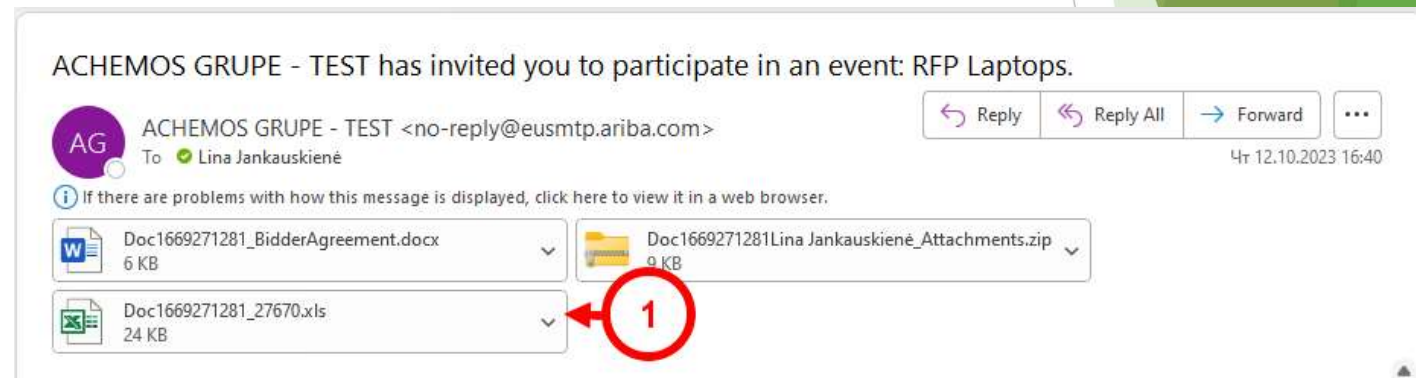 ACHEMOS GRUPE - TEST has invited you to participate in an event: RFP Laptops.
AG
ACHEMOS GRUPE - TEST <no-reply@eusmtp.ariba.com>
Reply
Reply All
Forward
To Lina Jankauskienė
Чт 12.10.2023 16:40
If there are problems with how this message is displayed, click here to view it in a web browser.
Doc1669271281_BidderAgreement.docx
6 KB
Doc1669271281Lina Jankauskienė_Attachments.zip
9 KB
Doc1669271281_27670.xls
24 KB
1